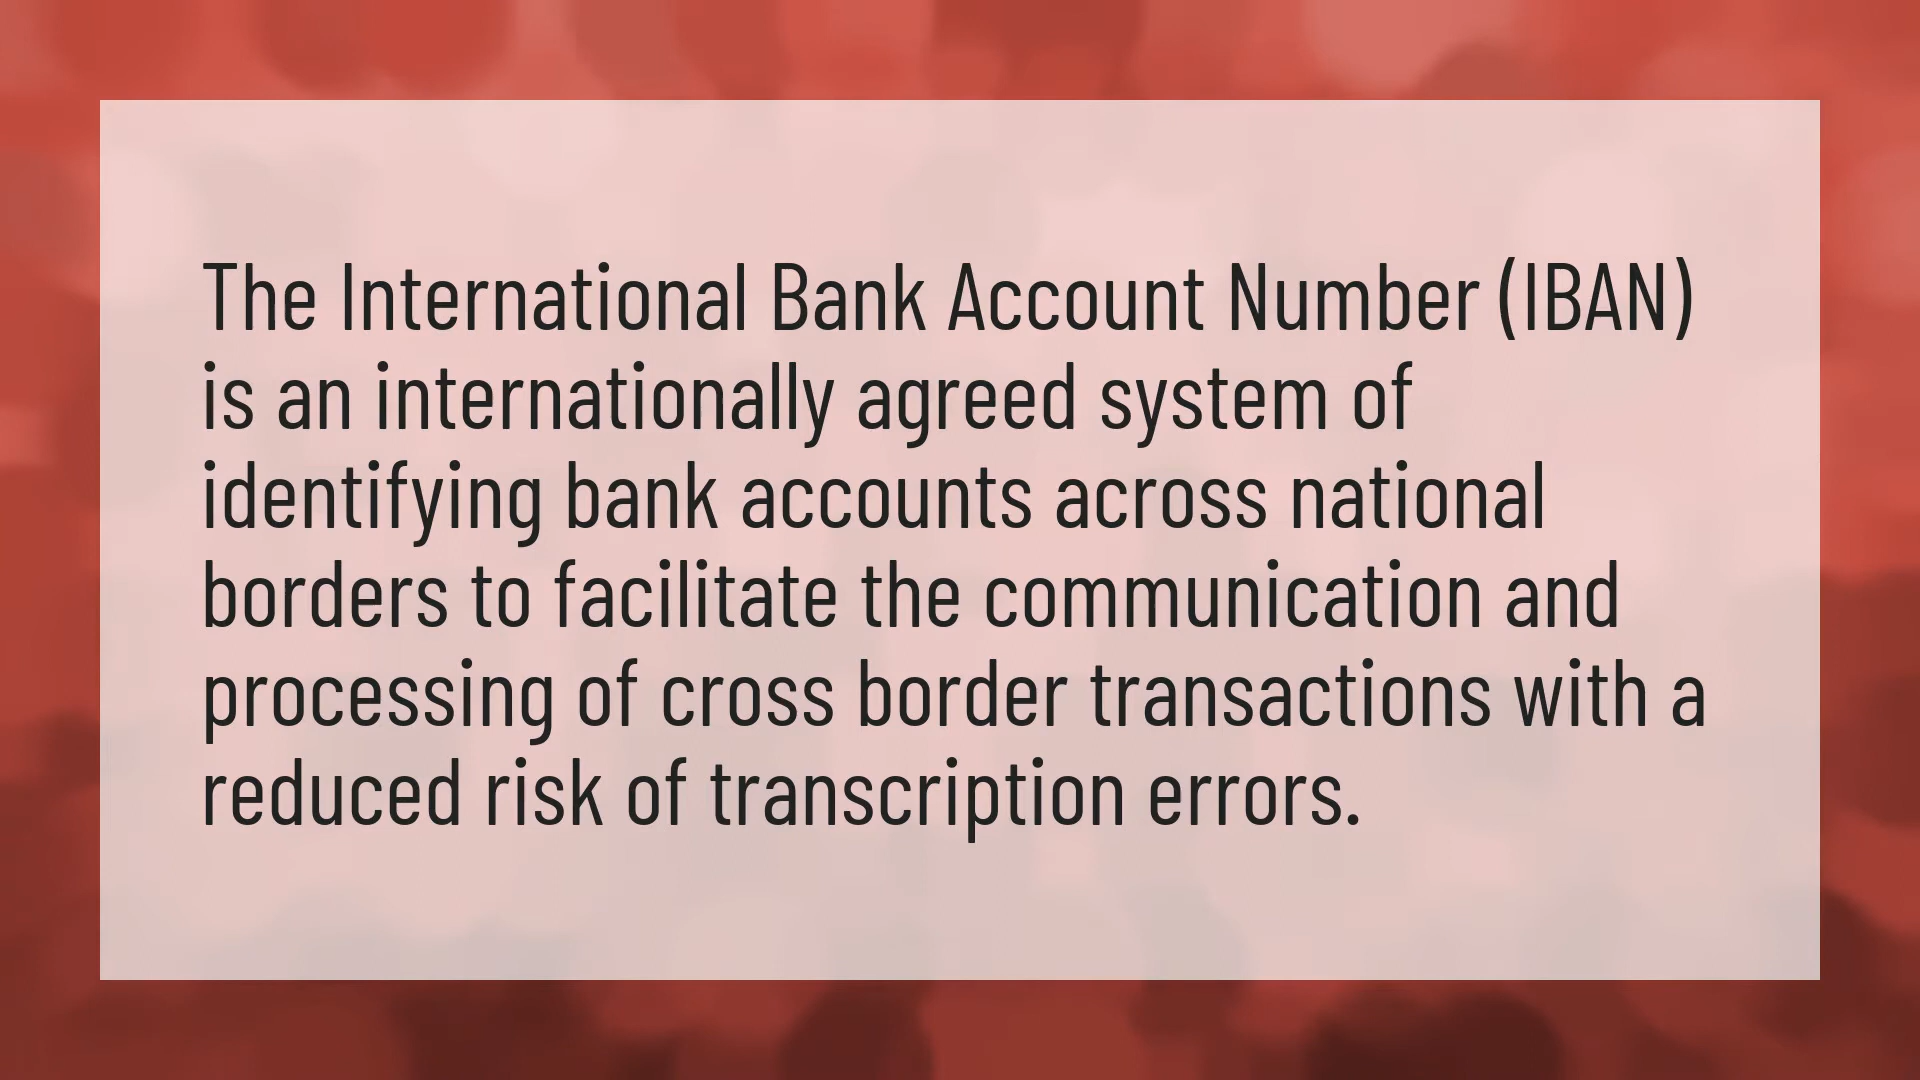 The International Bank Account Number (IBAN)
is an internationally agreed system of
identifying bank accounts across national
borders to facilitate the communication and
processing of cross border transactions with a
reduced risk of transcription errors.